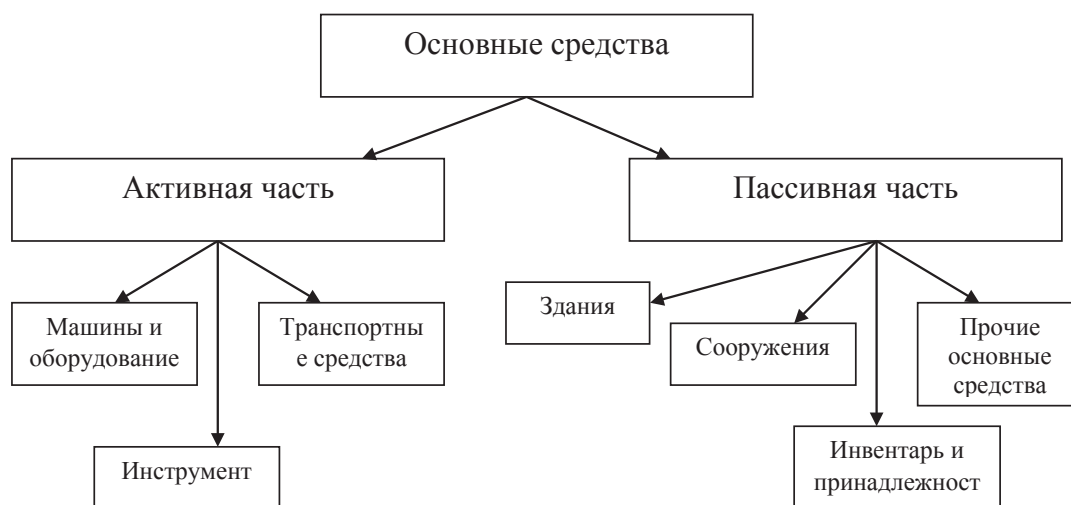 Основные средства
Активная часть
Пассивная часть
Машины и
оборудование
Транспортны
е средства
Инструмент
Здания
Сооружения
Прочие
основные
средства
Инвентарь и
принадлежност